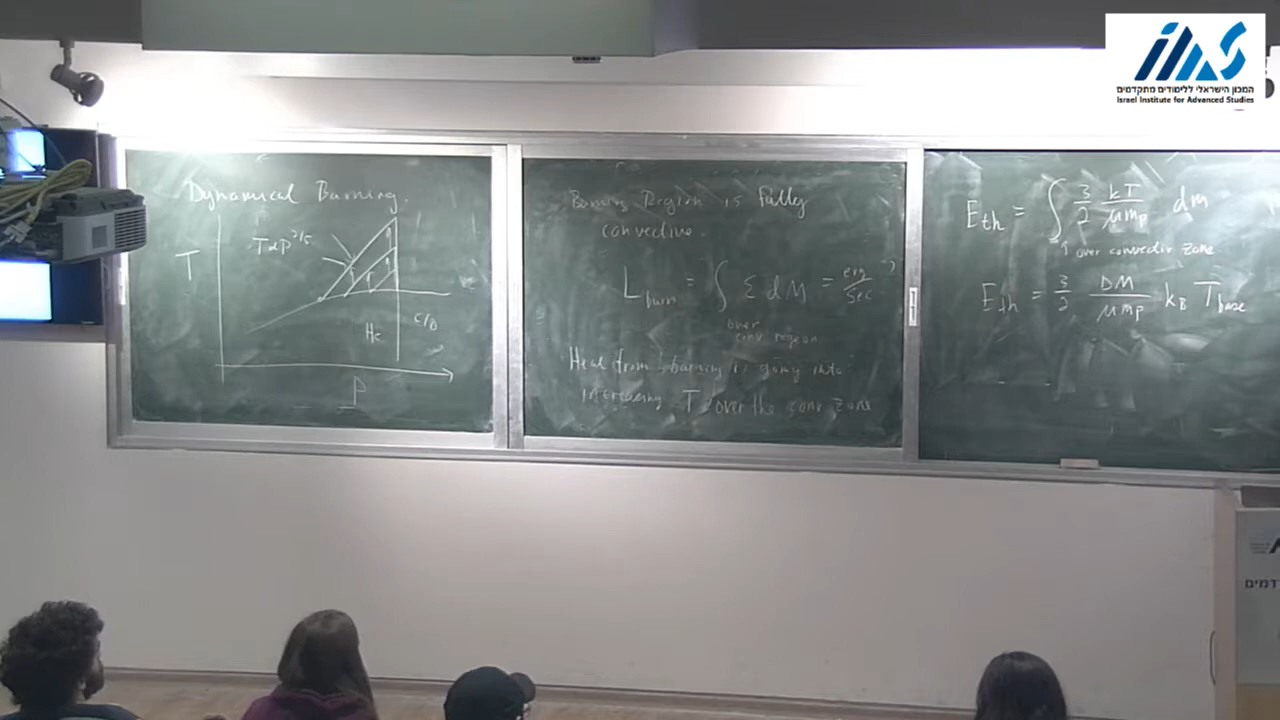 המכון הישראלי ללימודים מתקדמים
Israel Institute for Advanced Studies
Dynamical Burning.
T∝P^2/5
T
He
C/O
P
Burning Region is Fully
convective.
L_burn = ∫ ε dM = erg/sec
over
conv region
Heat from burning is going into
increasing T over the conv zone
E_th = ∫ 3/2 kT/μm_p dm
↑ over convective zone
E_th = 3/2 ΔM/μm_p k_B T_base